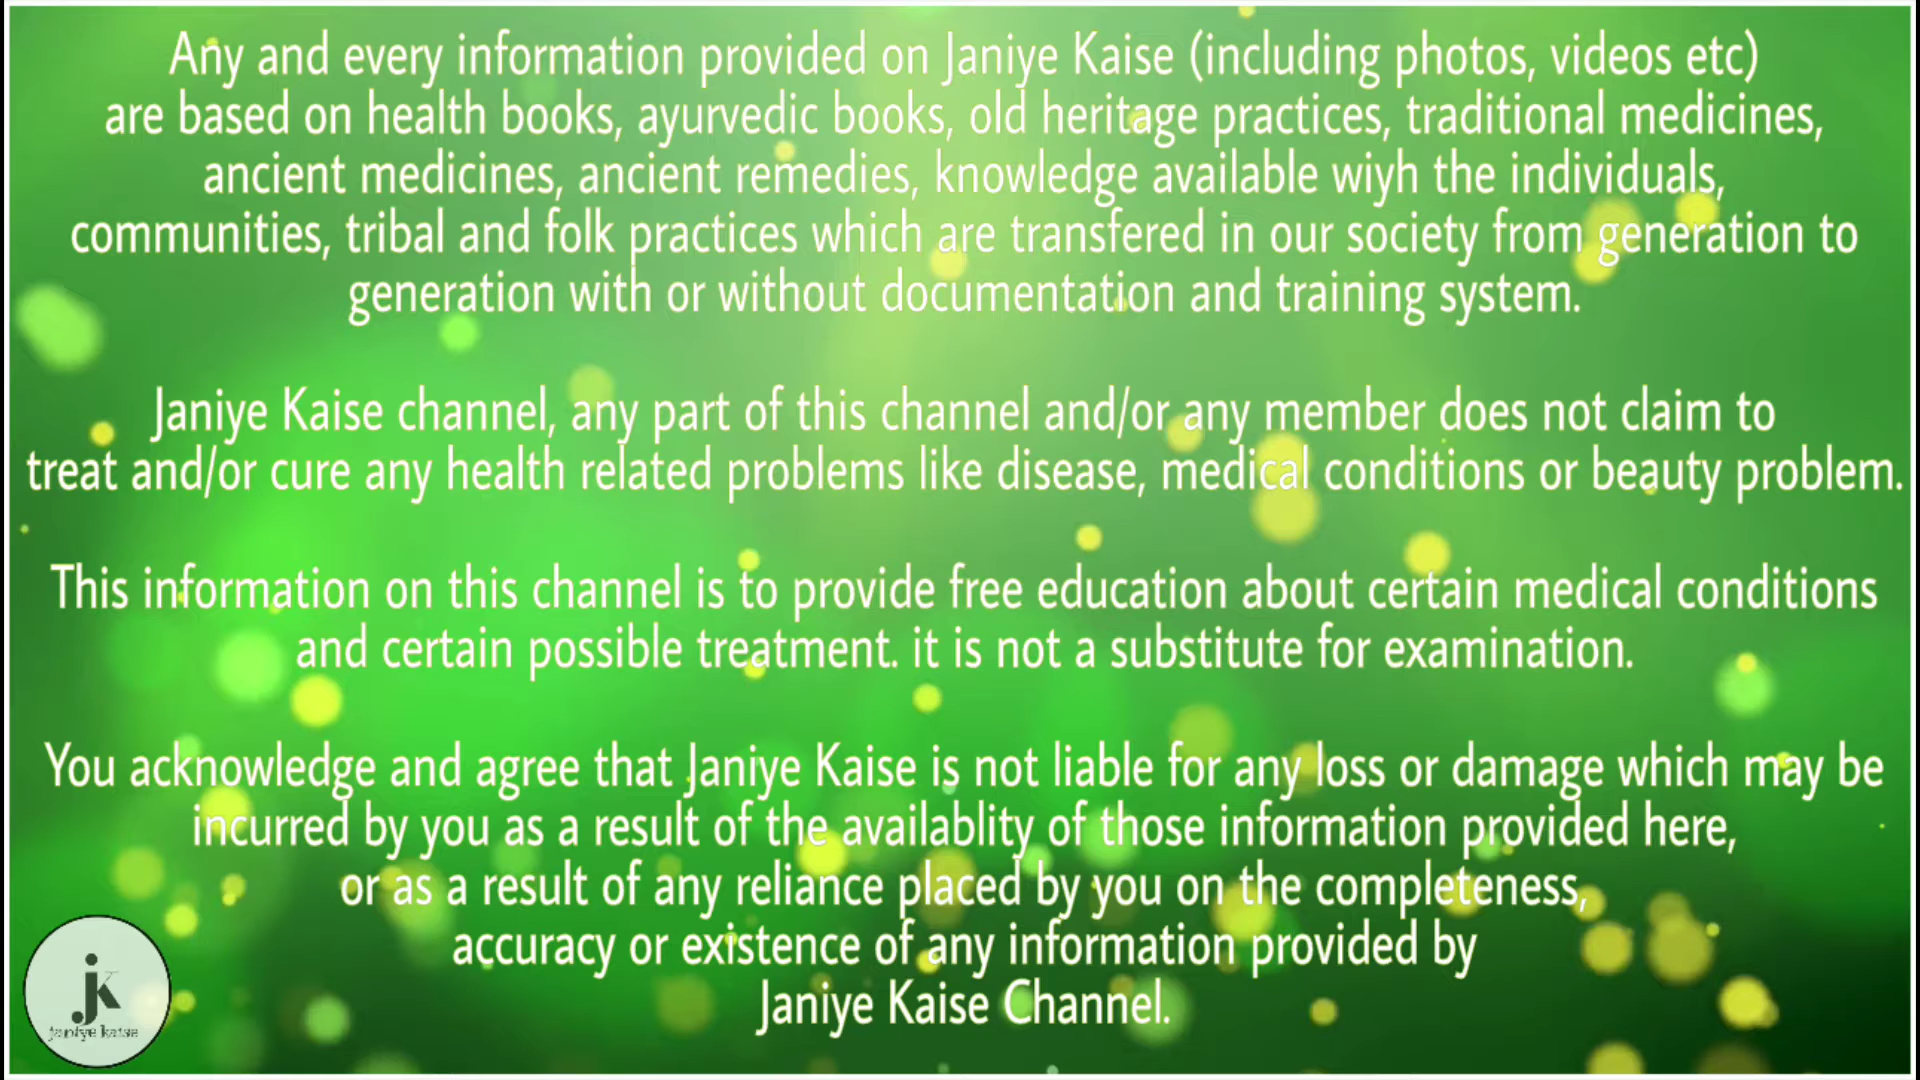 Any and every information provided on Janiye Kaise (including photos, videos etc)
are based on health books, ayurvedic books, old heritage practices, traditional medicines,
ancient medicines, ancient remedies, knowledge available wiyh the individuals,
communities, tribal and folk practices which are transfered in our society from generation to
generation with or without documentation and training system.
Janiye Kaise channel, any part of this channel and/or any member does not claim to
treat and/or cure any health related problems like disease, medical conditions or beauty problem.
This information on this channel is to provide free education about certain medical conditions
and certain possible treatment. it is not a substitute for examination.
You acknowledge and agree that Janiye Kaise is not liable for any loss or damage which may be
incurred by you as a result of the availablity of those information provided here,
or as a result of any reliance placed by you on the completeness,
accuracy or existence of any information provided by
Janiye Kaise Channel.
jk
janiye kaise